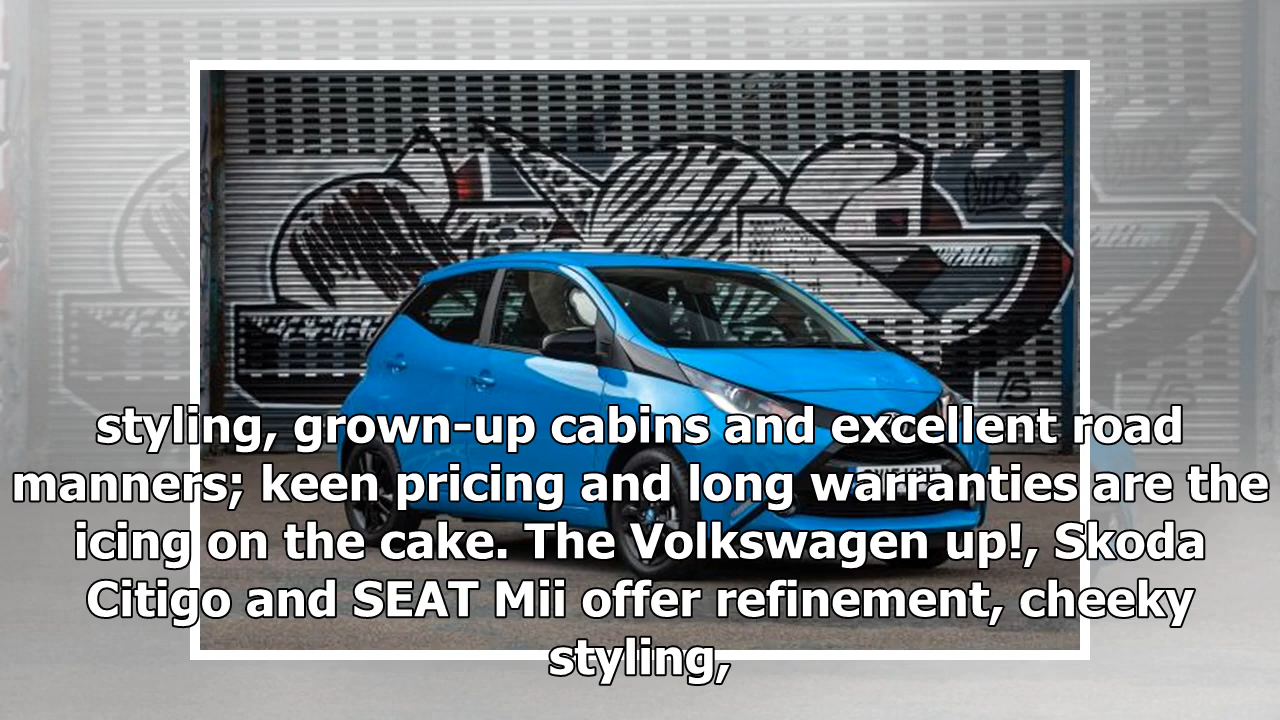 styling, grown-up cabins and excellent road
manners; keen pricing and long warranties are the
icing on the cake. The Volkswagen up!, Skoda
Citigo and SEAT Mii offer refinement, cheeky
styling,